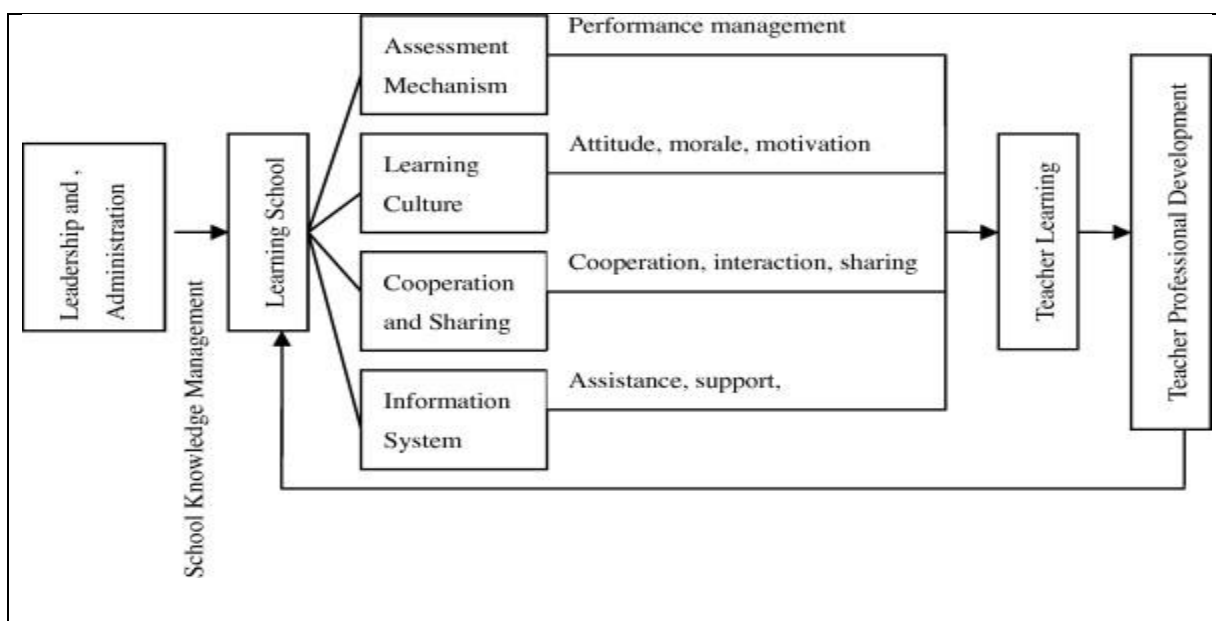 Leadership and ,
Administration
School Knowledge Management
Learning School
Assessment
Mechanism
Performance management
Learning
Culture
Attitude, morale, motivation
Cooperation
and Sharing
Cooperation, interaction, sharing
Information
System
Assistance, support,
Teacher Learning
Teacher Professional Development